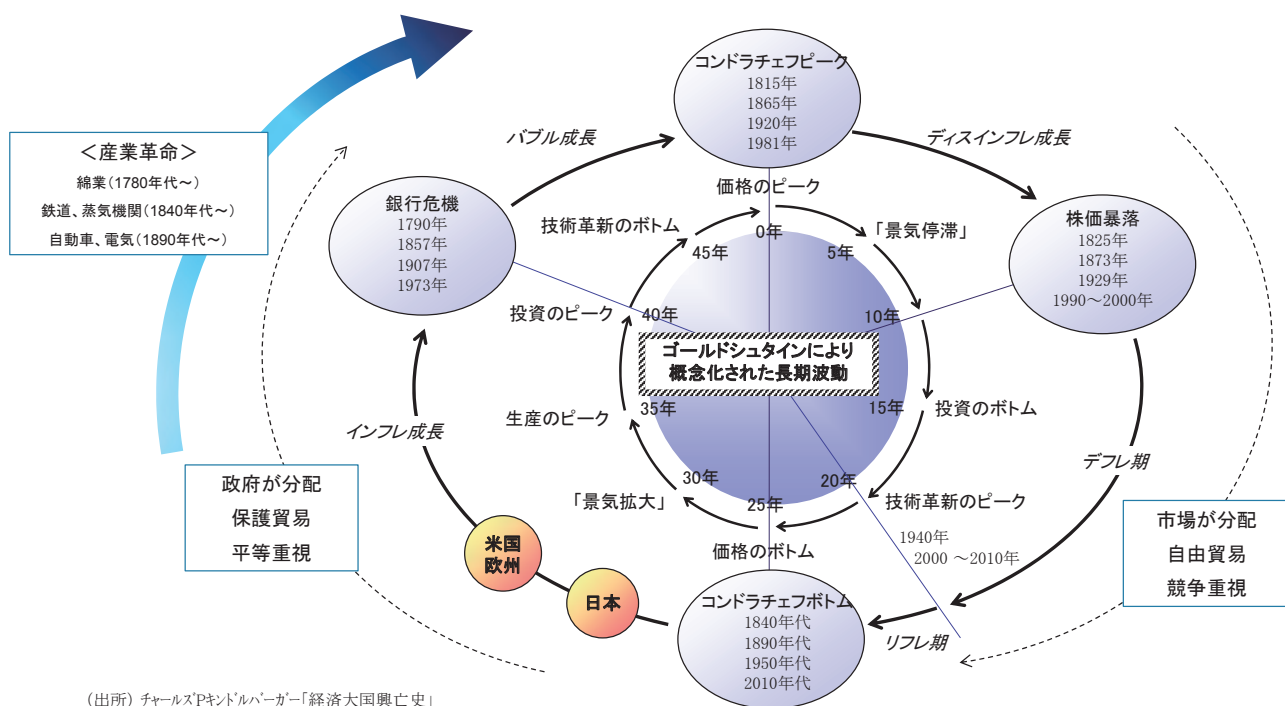 コンドラチェフピーク
1815年
1865年
1920年
1981年
バブル成長
ディスインフレ成長
<産業革命>
綿業(1780年代～)
鉄道、蒸気機関(1840年代～)
自動車、電気(1890年代～)
銀行危機
1790年
1857年
1907年
1973年
価格のピーク
技術革新のボトム
「景気停滞」
0年
45年
5年
株価暴落
1825年
1873年
1929年
1990～2000年
投資のピーク
40年
10年
ゴールドシュタインにより
概念化された長期波動
生産のピーク
35年
15年
投資のボトム
インフレ成長
デフレ期
30年
20年
25年
「景気拡大」
技術革新のピーク
価格のボトム
1940年
2000 ～2010年
政府が分配
保護貿易
平等重視
市場が分配
自由貿易
競争重視
米国
欧州
日本
コンドラチェフボトム
1840年代
1890年代
1950年代
2010年代
リフレ期
(出所) チャールズPキンドルバーガー「経済大国興亡史」